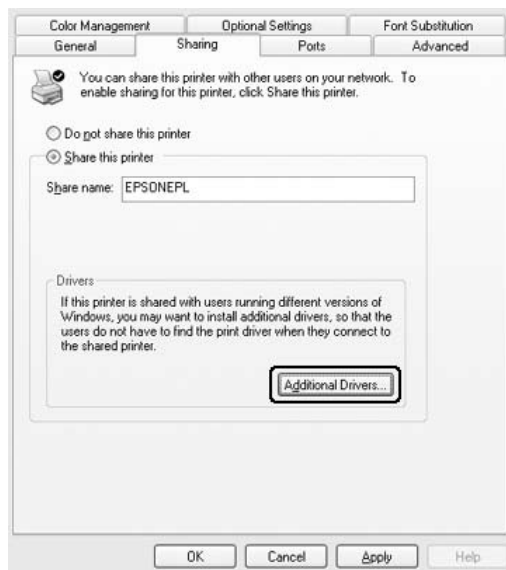 Color Management
Optional Settings
Font Substitution
General
Sharing
Ports
Advanced
You can share this printer with other users on your network. To
enable sharing for this printer, click Share this printer.
Do not share this printer
Share this printer
Share name: EPSONEPL
Drivers
If this printer is shared with users running different versions of
Windows, you may want to install additional drivers, so that the
users do not have to find the print driver when they connect to
the shared printer.
Additional Drivers...
OK
Cancel
Apply
Help